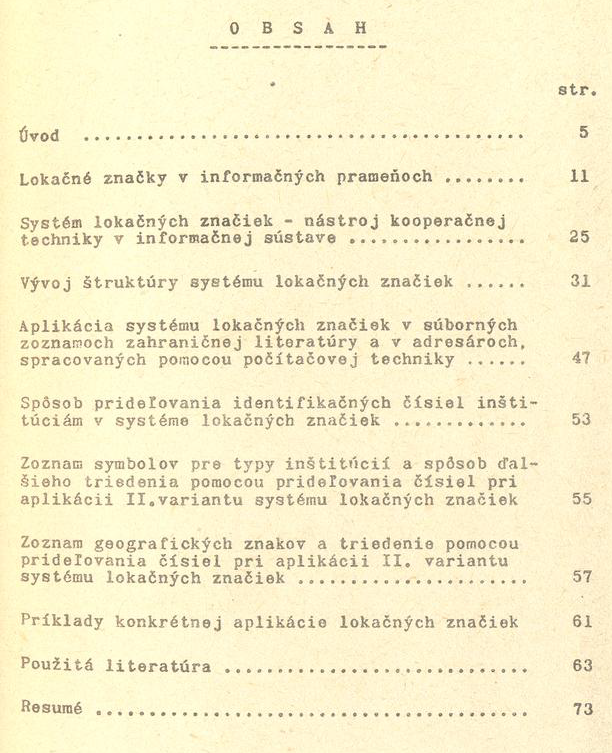 O B S A H
str.
Úvod ........................................ 5
Lokačné značky v informačných prameňoch ........ 11
Systém lokačných značiek - nástroj kooperačnej
techniky v informačnej sústave ................ 25
Vývoj štruktúry systému lokačných značiek ...... 31
Aplikácia systému lokačných značiek v súborných
zoznamoch zahraničnej literatúry a v adresároch,
spracovaných pomocou počítačovej techniky ...... 47
Spôsob prideľovania identifikačných čísiel inšti-
túciám v systéme lokačných značiek ............. 53
Zoznam symbolov pre typy inštitúcií a spôsob ďal-
šieho triedenia pomocou prideľovania čísiel pri
aplikácii II.variantu systému lokačných značiek 55
Zoznam geografických znakov a triedenie pomocou
prideľovania čísiel pri aplikácii II. variantu
systému lokačných značiek ...................... 57
Príklady konkrétnej aplikácie lokačných značiek 61
Použitá literatúra ............................. 63
Resumé ......................................... 73